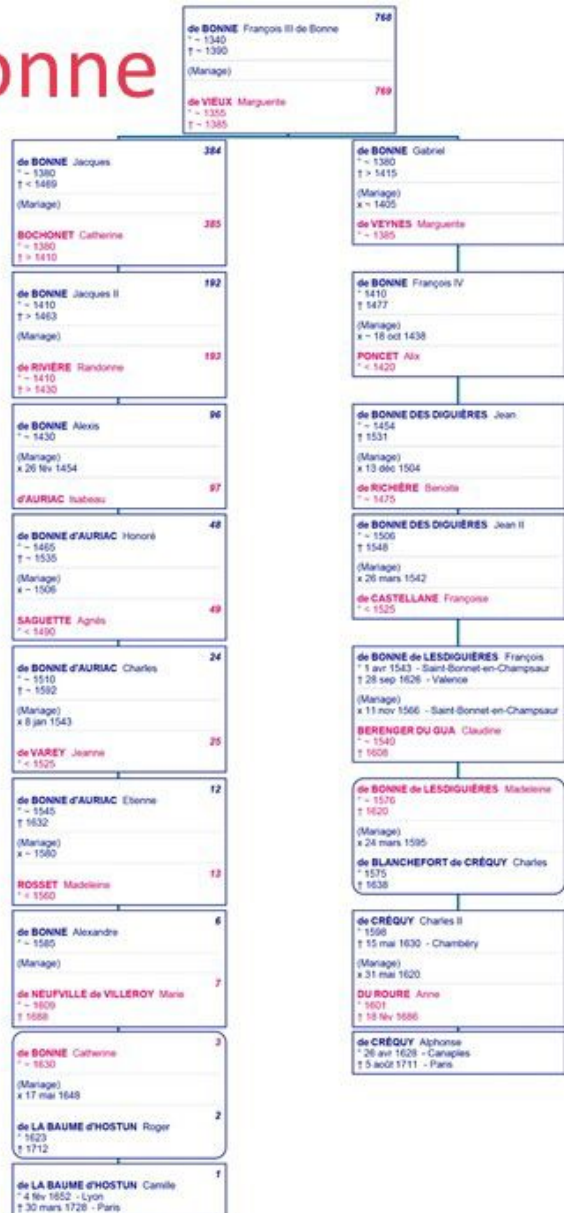 onne
768
de BONNE François III de Bonne
° ~ 1340
† ~ 1390
(Mariage)
769
de VIEUX Marguerite
° ~ 1355
† ~ 1385
384
de BONNE Jacques
° ~ 1380
† < 1469
(Mariage)
385
BOCHONET Catherine
° ~ 1380
† > 1410
192
de BONNE Jacques II
° ~ 1410
† > 1463
(Mariage)
193
de RIVIÈRE Randonne
° ~ 1410
† > 1430
96
de BONNE Alexis
° ~ 1430
(Mariage)
x 26 fév 1454
97
d'AURIAC Isabeau
48
de BONNE d'AURIAC Honoré
° ~ 1465
† ~ 1535
(Mariage)
x ~ 1506
49
SAGUETTE Agnès
° < 1490
24
de BONNE d'AURIAC Charles
° ~ 1510
† ~ 1592
(Mariage)
x 8 jan 1543
25
de VAREY Jeanne
° < 1525
12
de BONNE d'AURIAC Etienne
° ~ 1545
† 1632
(Mariage)
x ~ 1580
13
ROSSET Madeleine
° < 1560
6
de BONNE Alexandre
° ~ 1585
(Mariage)
7
de NEUFVILLE de VILLEROY Marie
° ~ 1609
† 1688
3
de BONNE Catherine
° ~ 1630
(Mariage)
x 17 mai 1648
2
de LA BAUME d'HOSTUN Roger
° 1623
† 1712
1
de LA BAUME d'HOSTUN Camille
° 4 fév 1652 - Lyon
† 30 mars 1728 - Paris
de BONNE Gabriel
° ~ 1380
† > 1415
(Mariage)
x ~ 1405
de VEYNES Marguerite
° ~ 1385
de BONNE François IV
° 1410
† 1477
(Mariage)
x ~ 18 oct 1438
PONCET Alix
° < 1420
de BONNE DES DIGUIÈRES Jean
° ~ 1454
† 1531
(Mariage)
x 13 déc 1504
de RICHIÈRE Benoite
° ~ 1475
de BONNE DES DIGUIÈRES Jean II
° ~ 1506
† 1548
(Mariage)
x 26 mars 1542
de CASTELLANE Françoise
° < 1525
de BONNE de LESDIGUIÈRES François
° 1 avr 1543 - Saint-Bonnet-en-Champsaur
† 28 sep 1626 - Valence
(Mariage)
x 11 nov 1566 - Saint-Bonnet-en-Champsaur
BERENGER DU GUA Claudine
° ~ 1540
† 1608
de BONNE de LESDIGUIÈRES Madeleine
° ~ 1576
† 1620
(Mariage)
x 24 mars 1595
de BLANCHEFORT de CRÉQUY Charles
° 1575
† 1638
de CRÉQUY Charles II
° 1598
† 15 mai 1630 - Chambéry
(Mariage)
x 31 mai 1620
DU ROURE Anne
° 1601
† 18 fév 1686
de CRÉQUY Alphonse
° 26 avr 1628 - Canaples
† 5 août 1711 - Paris